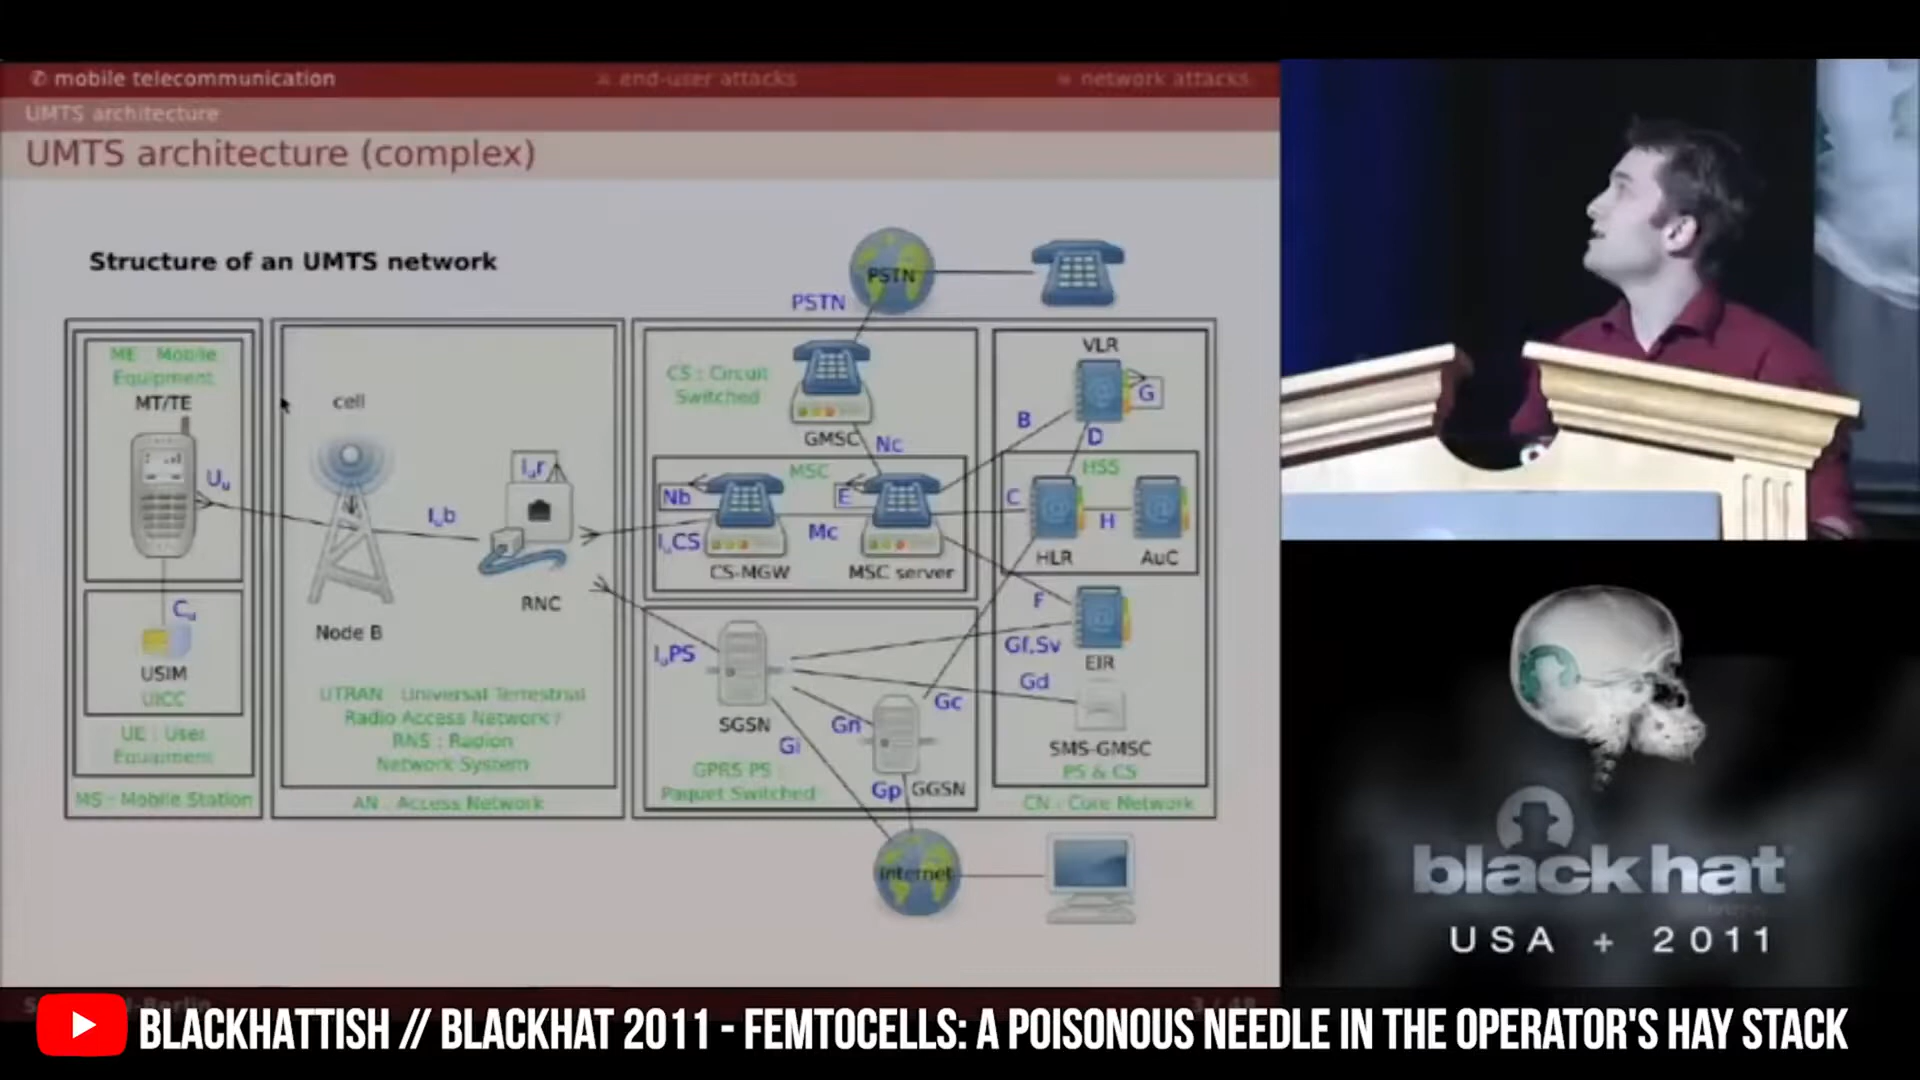 mobile telecommunication
end-user attacks
network attacks
UMTS architecture
UMTS architecture (complex)
Structure of an UMTS network
PSTN
PSTN
ME : Mobile
Equipment
MT/TE
Uu
Cu
USIM
UICC
UE : User
Equipment
MS : Mobile Station
cell
Node B
Iub
Iur
RNC
UTRAN : Universal Terrestrial
Radio Access Network /
RNS : Radion
Network System
AN : Access Network
CS : Circuit
Switched
GMSC
Nc
MSC
Nb
E
IuCS
Mc
CS-MGW
MSC server
IuPS
SGSN
Gn
Gi
Gc
Gp
GGSN
GPRS PS :
Paquet Switched
VLR
G
B
D
HSS
C
H
HLR
AuC
F
Gf,Sv
EIR
Gd
SMS-GMSC
PS & CS
CN : Core Network
Internet
3 / 48
black hat
USA + 2011
BLACKHATTISH // BLACKHAT 2011 - FEMTOCELLS: A POISONOUS NEEDLE IN THE OPERATOR'S HAY STACK